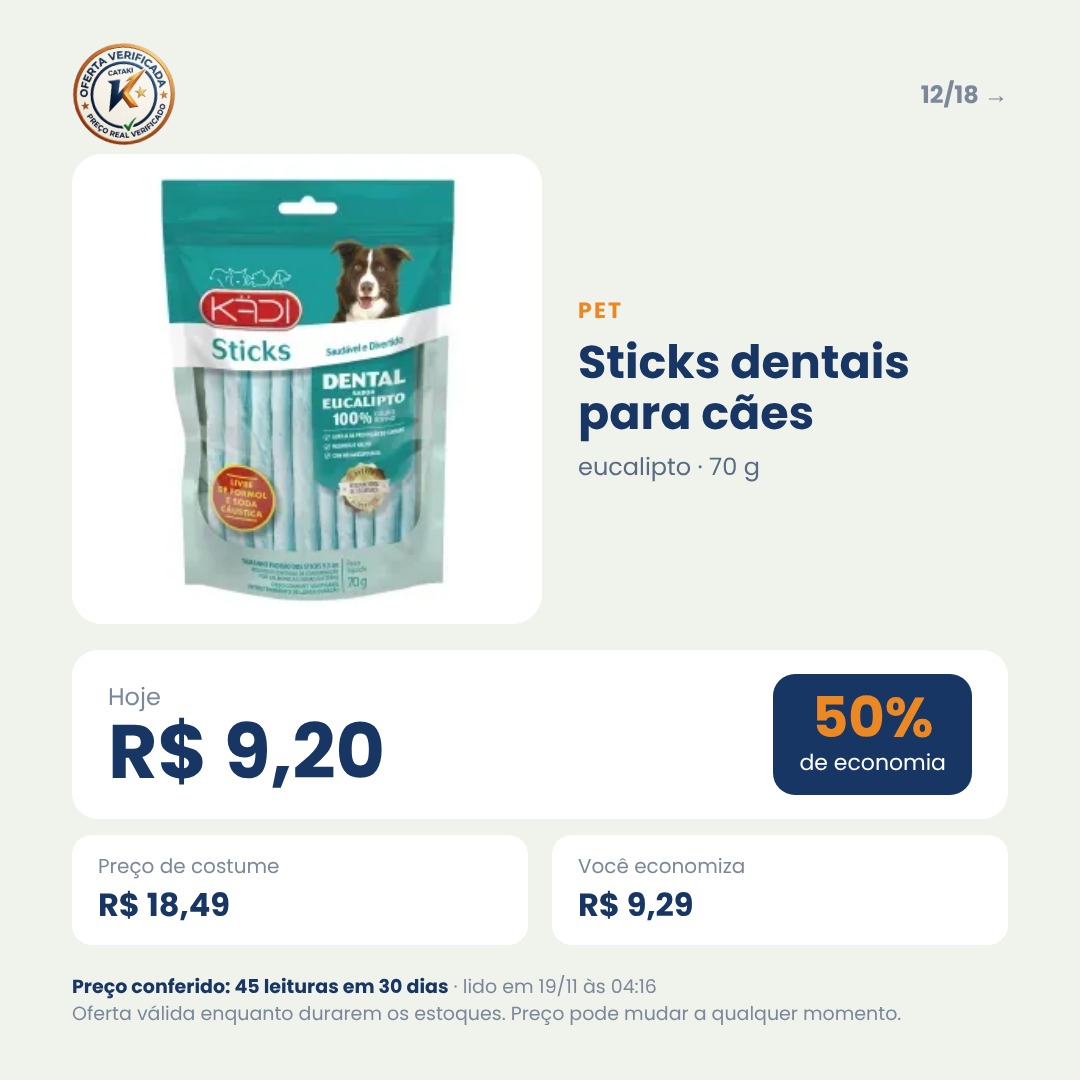 OFERTA VERIFICADA
CATAKI
PREÇO REAL VERIFICADO
12/18 →
KÄDI
Sticks
Saudável e Divertido
DENTAL
SABOR
EUCALIPTO
100%
LIVRE
DE FORMOL
E SODA
CÁUSTICA
70g
PET
Sticks dentais
para cães
eucalipto · 70 g
Hoje
R$ 9,20
50%
de economia
Preço de costume
R$ 18,49
Você economiza
R$ 9,29
Preço conferido: 45 leituras em 30 dias · lido em 19/11 às 04:16
Oferta válida enquanto durarem os estoques. Preço pode mudar a qualquer momento.